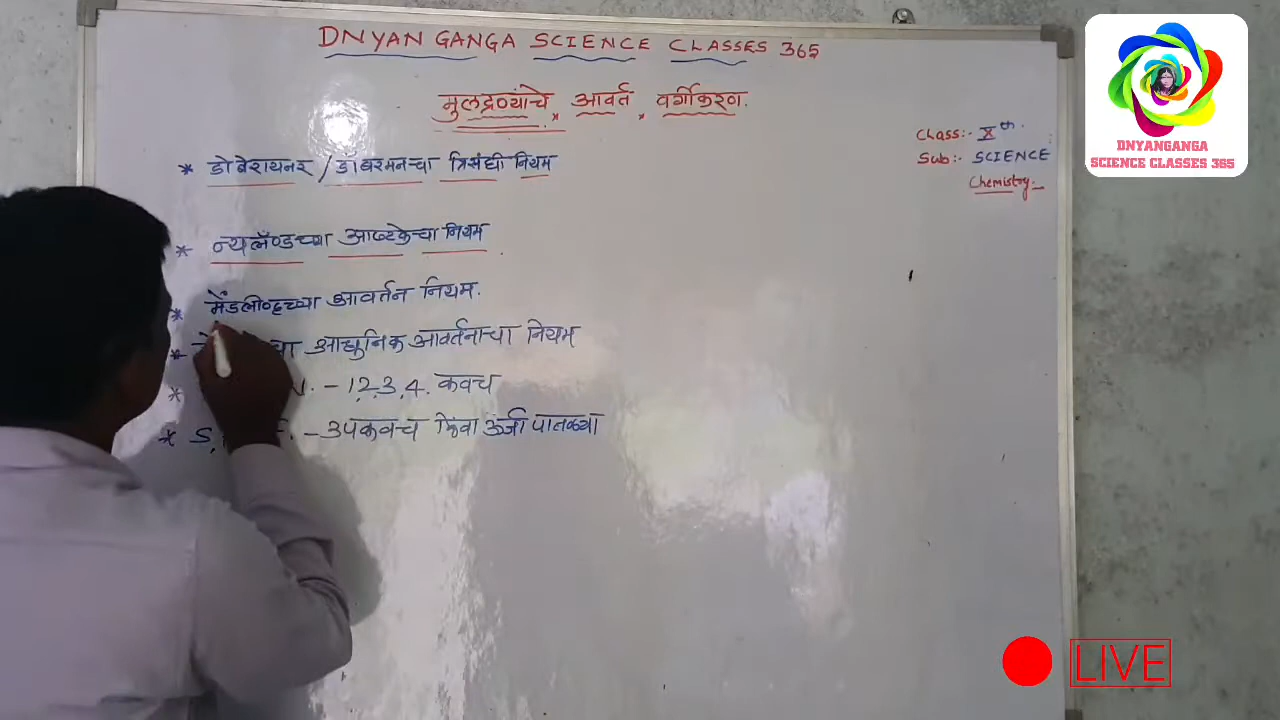 DNYAN GANGA SCIENCE CLASSES 365
मुलद्रव्यांचे आवर्त वर्गीकरण.
Class:- Xth.
Sub:- SCIENCE
Chemistry:-
* डोबेरायनर / डॉबरमनचा त्रिसंधी नियम
* न्यूलॅण्डच्या अष्टकेचा नियम
* मेंडलीव्हच्या आवर्तन नियम.
* चा आधुनिक आवर्तनाचा नियम
* N. - 1,2,3,4. कवच
* S, F. - उपकवच किंवा ऊर्जा पातळ्या
DNYANGANGA
SCIENCE CLASSES 365
LIVE